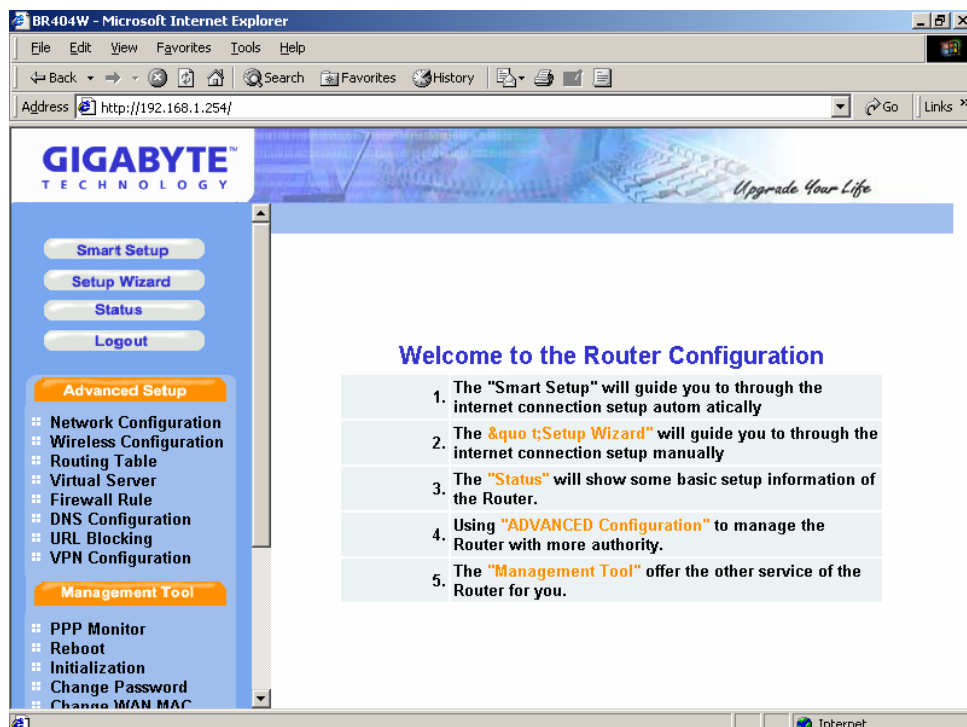 BR404W - Microsoft Internet Explorer
File Edit View Favorites Tools Help
Back Search Favorites History
Address http://192.168.1.254/ Go Links »
GIGABYTE™
TECHNOLOGY
Upgrade Your Life
Smart Setup
Setup Wizard
Status
Logout
Advanced Setup
Network Configuration
Wireless Configuration
Routing Table
Virtual Server
Firewall Rule
DNS Configuration
URL Blocking
VPN Configuration
Management Tool
PPP Monitor
Reboot
Initialization
Change Password
Change WAN MAC
Welcome to the Router Configuration
1. The "Smart Setup" will guide you to through the
internet connection setup autom atically
2. The &quo t;Setup Wizard" will guide you to through the
internet connection setup manually
3. The "Status" will show some basic setup information of
the Router.
4. Using "ADVANCED Configuration" to manage the
Router with more authority.
5. The "Management Tool" offer the other service of the
Router for you.
Internet